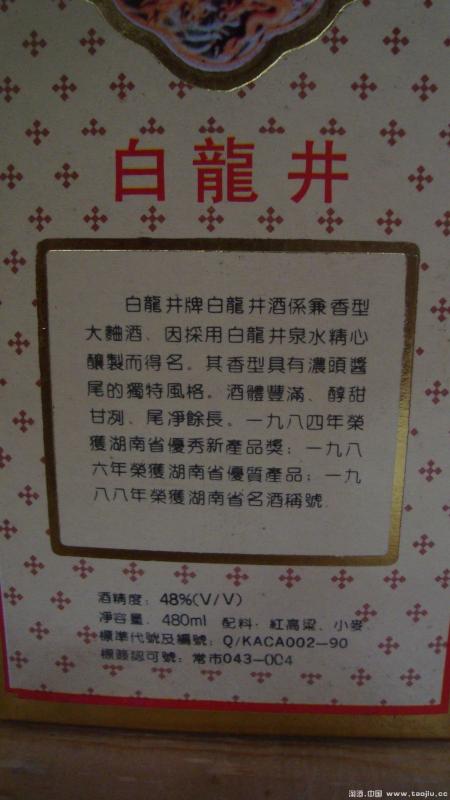 白龍井
白龍井牌白龍井酒係兼香型
大麯酒、因採用白龍井泉水精心
釀製而得名。其香型具有濃頭醬
尾的獨特風格。酒體豐滿、醇甜
甘冽、尾凈餘長。一九八四年榮
獲湖南省優秀新產品獎；一九八
六年榮獲湖南省優質產品；一九
八八年榮獲湖南省名酒稱號
酒精度：48%(V/V)
凈容量．480ml 配料．紅高粱、小麥
標準代號及編號：Q/KACA002-90
標簽認可號：常市043-004
淘酒.中国 www.taojiu.cc